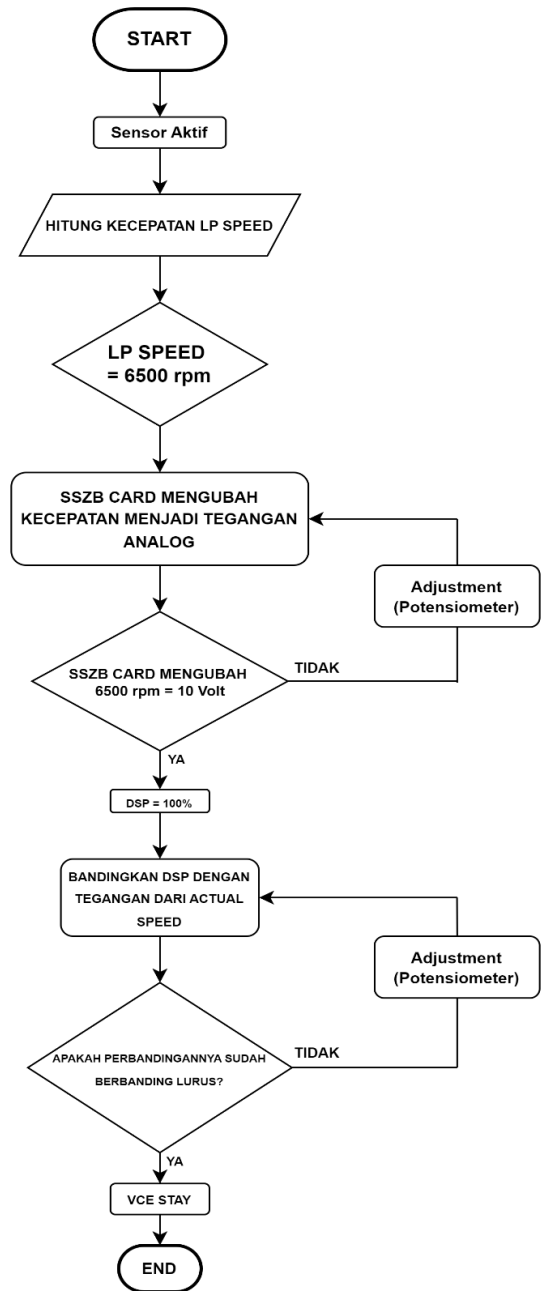 START
Sensor Aktif
HITUNG KECEPATAN LP SPEED
LP SPEED
= 6500 rpm
SSZB CARD MENGUBAH
KECEPATAN MENJADI TEGANGAN
ANALOG
Adjustment
(Potensiometer)
SSZB CARD MENGUBAH
6500 rpm = 10 Volt
TIDAK
YA
DSP = 100%
BANDINGKAN DSP DENGAN
TEGANGAN DARI ACTUAL
SPEED
Adjustment
(Potensiometer)
APAKAH PERBANDINGANNYA SUDAH
BERBANDING LURUS?
TIDAK
YA
VCE STAY
END